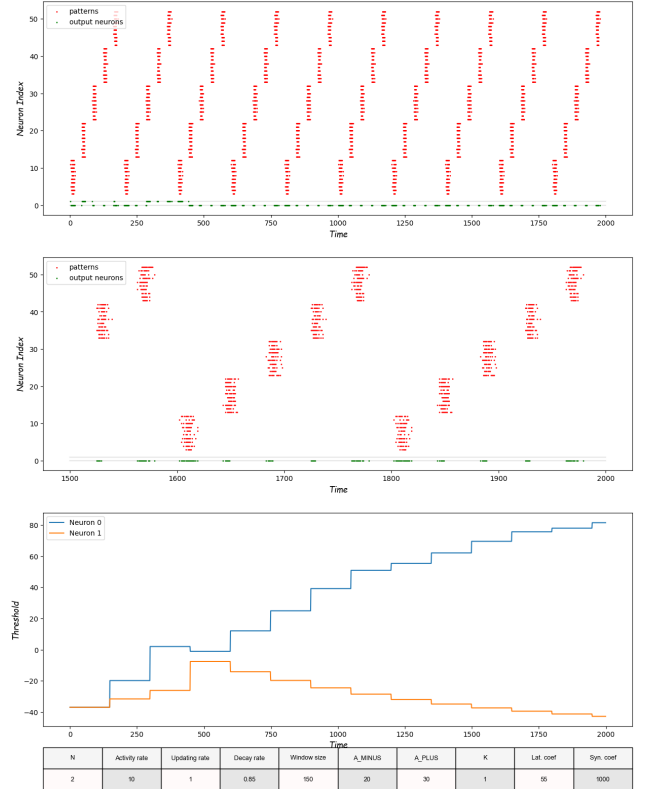 patterns
output neurons
50
40
30
20
10
0
Neuron Index
0 250 500 750 1000 1250 1500 1750 2000
Time
patterns
output neurons
50
40
30
20
10
0
Neuron Index
1500 1600 1700 1800 1900 2000
Time
Neuron 0
Neuron 1
80
60
40
20
0
−20
−40
Threshold
0 250 500 750 1000 1250 1500 1750 2000
Time
N Activity rate Updating rate Decay rate Window size A_MINUS A_PLUS K Lat. coef Syn. coef
2 10 1 0.85 150 20 30 1 55 1000